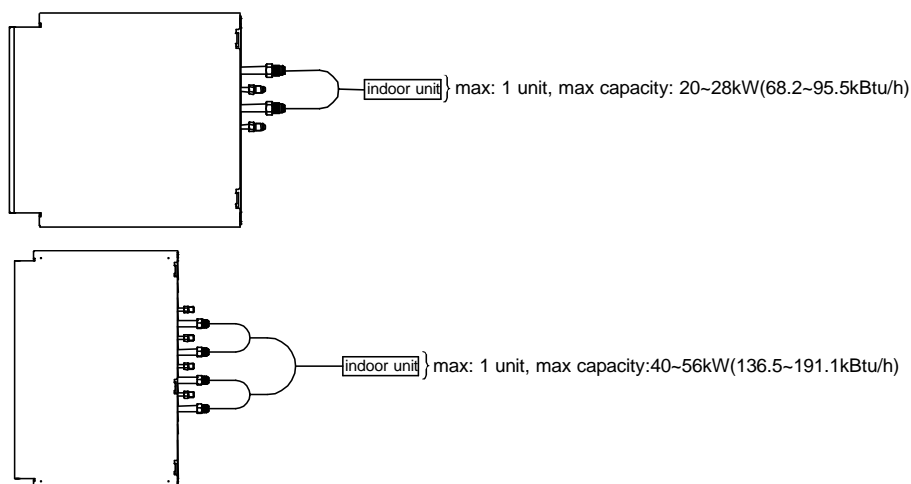 indoor unit } max: 1 unit, max capacity: 20~28kW(68.2~95.5kBtu/h)
indoor unit } max: 1 unit, max capacity:40~56kW(136.5~191.1kBtu/h)